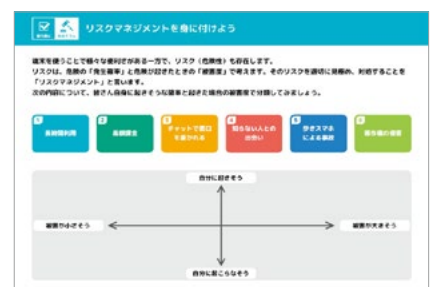 リスクマネジメントを身に付けよう
端末を使うことで様々な便利さがある一方で、リスク（危険性）も存在します。
リスクは、危険の「発生確率」と危険が起きたときの「被害度」で考えます。そのリスクを適切に見極め、対処することを
「リスクマネジメント」と言います。
次の内容について、皆さん自身に起きそうな確率と起きた場合の被害度で分類してみましょう。
1
長時間利用
2
高額課金
3
チャットで悪口
を書かれる
4
知らない人との
出会い
5
歩きスマホ
による事故
6
自分に起きそう
被害が小さそう
被害が大きそう
自分に起こらなそう